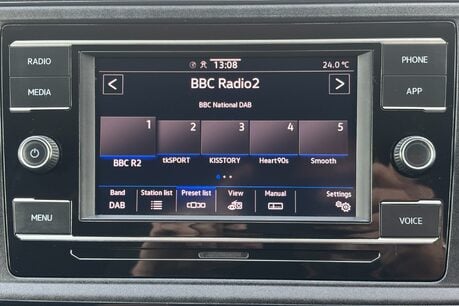 RADIO
MEDIA
MENU
13:08
24.0 °C
BBC Radio2
BBC National DAB
1 2 3 4 5
BBC R2 tkSPORT KISSTORY Heart90s Smooth
Band Station list Preset list View Manual Settings
DAB
PHONE
APP
VOICE